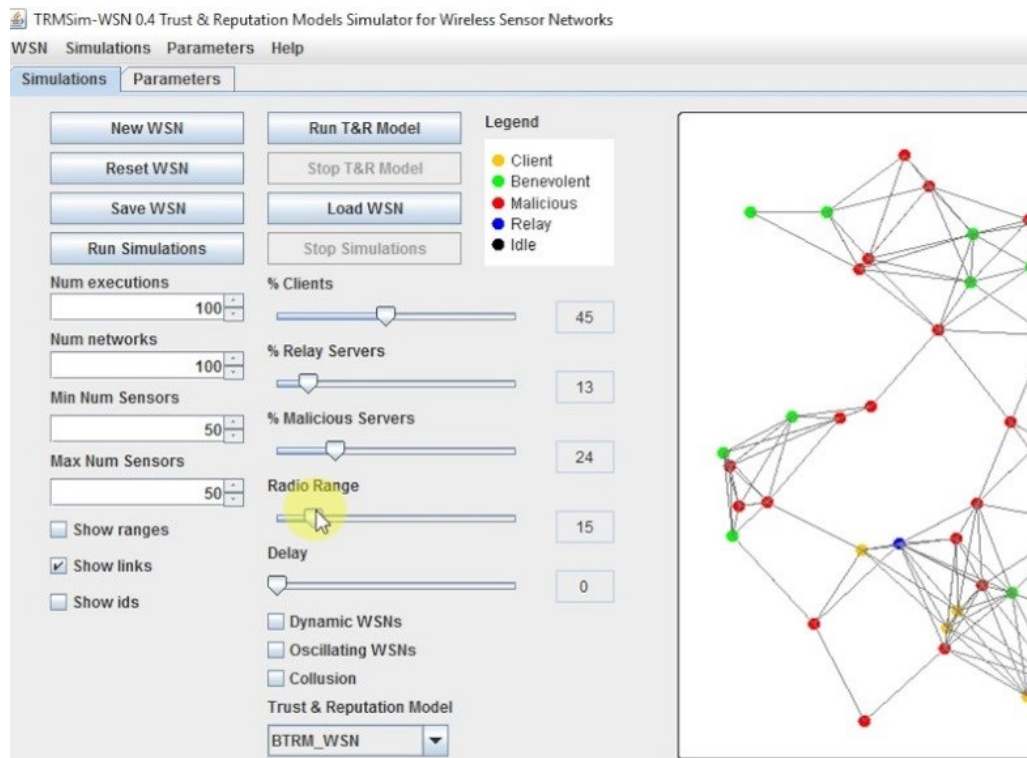 TRMSim-WSN 0.4 Trust & Reputation Models Simulator for Wireless Sensor Networks
WSN Simulations Parameters Help
Simulations Parameters
New WSN Run T&R Model
Reset WSN Stop T&R Model
Save WSN Load WSN
Run Simulations Stop Simulations
Legend
Client
Benevolent
Malicious
Relay
Idle
Num executions
100
Num networks
100
Min Num Sensors
50
Max Num Sensors
50
Show ranges
Show links
Show ids
% Clients
45
% Relay Servers
13
% Malicious Servers
24
Radio Range
15
Delay
0
Dynamic WSNs
Oscillating WSNs
Collusion
Trust & Reputation Model
BTRM_WSN